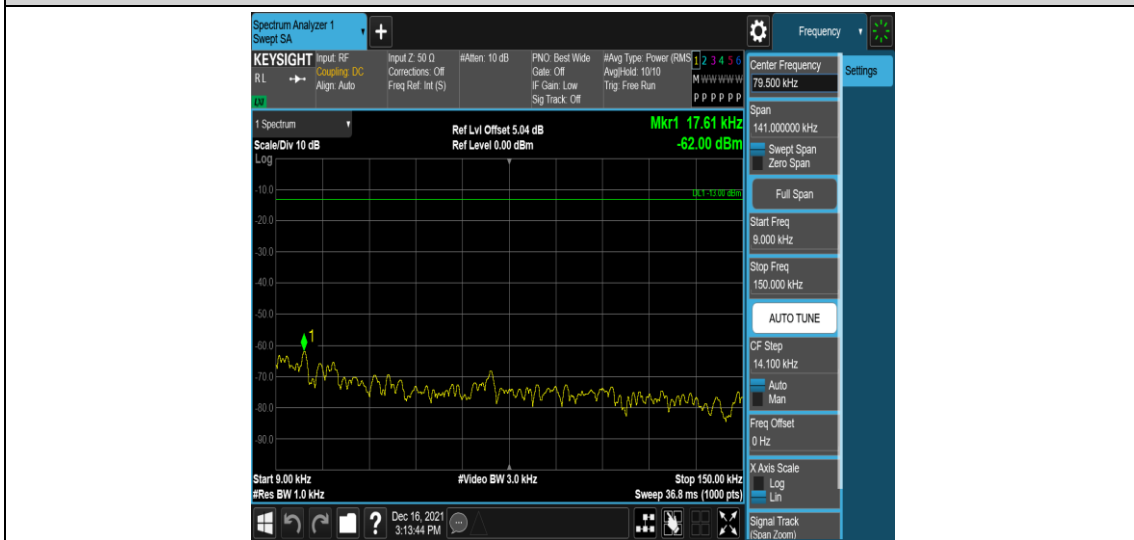 Spectrum Analyzer 1
Swept SA
+
Frequency
KEYSIGHT
RL
LXI
Input: RF
Coupling: DC
Align: Auto
Input Z: 50 Ω
Corrections: Off
Freq Ref: Int (S)
#Atten: 10 dB
PNO: Best Wide
Gate: Off
IF Gain: Low
Sig Track: Off
#Avg Type: Power (RMS
Avg|Hold: 10/10
Trig: Free Run
1 2 3 4 5 6
M W W W W W
P P P P P P
Center Frequency
79.500 kHz
Settings
Span
141.000000 kHz
Swept Span
Zero Span
Full Span
Start Freq
9.000 kHz
Stop Freq
150.000 kHz
AUTO TUNE
CF Step
14.100 kHz
Auto
Man
Freq Offset
0 Hz
X Axis Scale
Log
Lin
Signal Track
(Span Zoom)
1 Spectrum
Scale/Div 10 dB
Ref Lvl Offset 5.04 dB
Ref Level 0.00 dBm
Mkr1 17.61 kHz
-62.00 dBm
Log
-10.0
DL1 -13.00 dBm
-20.0
-30.0
-40.0
-50.0
1
-60.0
-70.0
-80.0
-90.0
Start 9.00 kHz
#Video BW 3.0 kHz
Stop 150.00 kHz
#Res BW 1.0 kHz
Sweep 36.8 ms (1000 pts)
?
Dec 16, 2021
3:13:44 PM